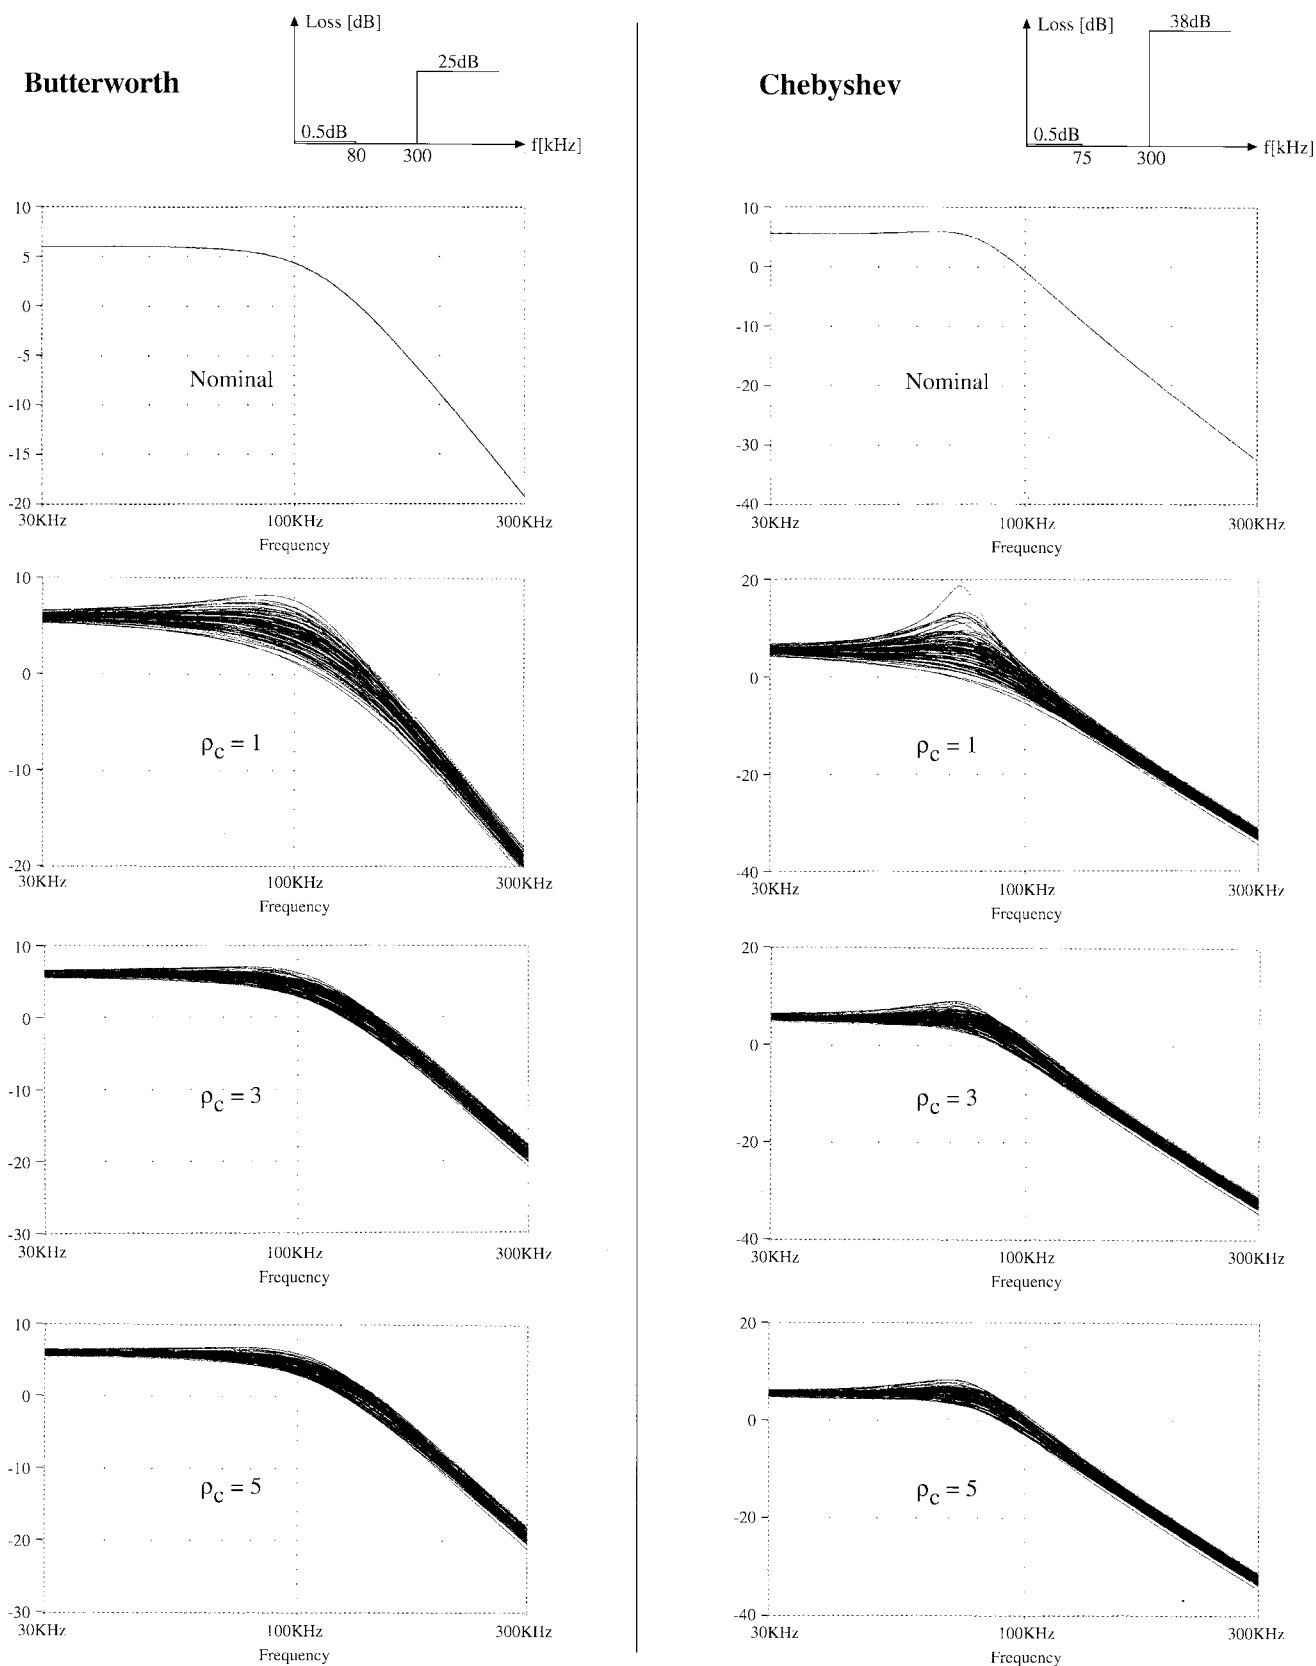 Butterworth
Loss [dB]
25dB
0.5dB
80
300
f[kHz]
10
5
0
-5
-10
-15
-20
Nominal
30KHz
100KHz
300KHz
Frequency
10
0
-10
-20
ρc = 1
30KHz
100KHz
300KHz
Frequency
10
0
-10
-20
-30
ρc = 3
30KHz
100KHz
300KHz
Frequency
10
0
-10
-20
-30
ρc = 5
30KHz
100KHz
300KHz
Frequency
Chebyshev
Loss [dB]
38dB
0.5dB
75
300
f[kHz]
10
0
-10
-20
-30
-40
Nominal
30KHz
100KHz
300KHz
Frequency
20
0
-20
-40
ρc = 1
30KHz
100KHz
300KHz
Frequency
20
0
-20
-40
ρc = 3
30KHz
100KHz
300KHz
Frequency
20
0
-20
-40
ρc = 5
30KHz
100KHz
300KHz
Frequency